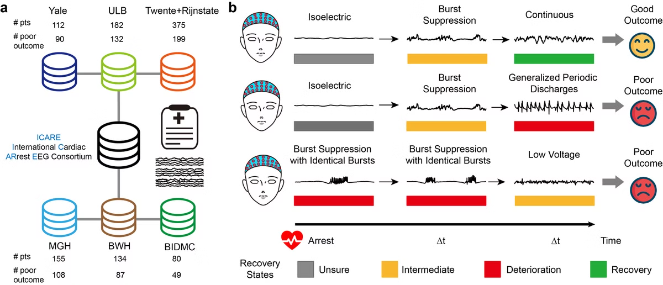 a
Yale ULB Twente+Rijnstate
# pts 112 182 375
# poor outcome 90 132 199
ICARE
International Cardiac
ARrest EEG Consortium
MGH BWH BIDMC
# pts 155 134 80
# poor outcome 108 87 49
b
Isoelectric
Burst Suppression
Continuous
Good Outcome
Isoelectric
Burst Suppression
Generalized Periodic Discharges
Poor Outcome
Burst Suppression with Identical Bursts
Burst Suppression with Identical Bursts
Low Voltage
Poor Outcome
Arrest Δt Δt Time
Recovery States
Unsure
Intermediate
Deterioration
Recovery